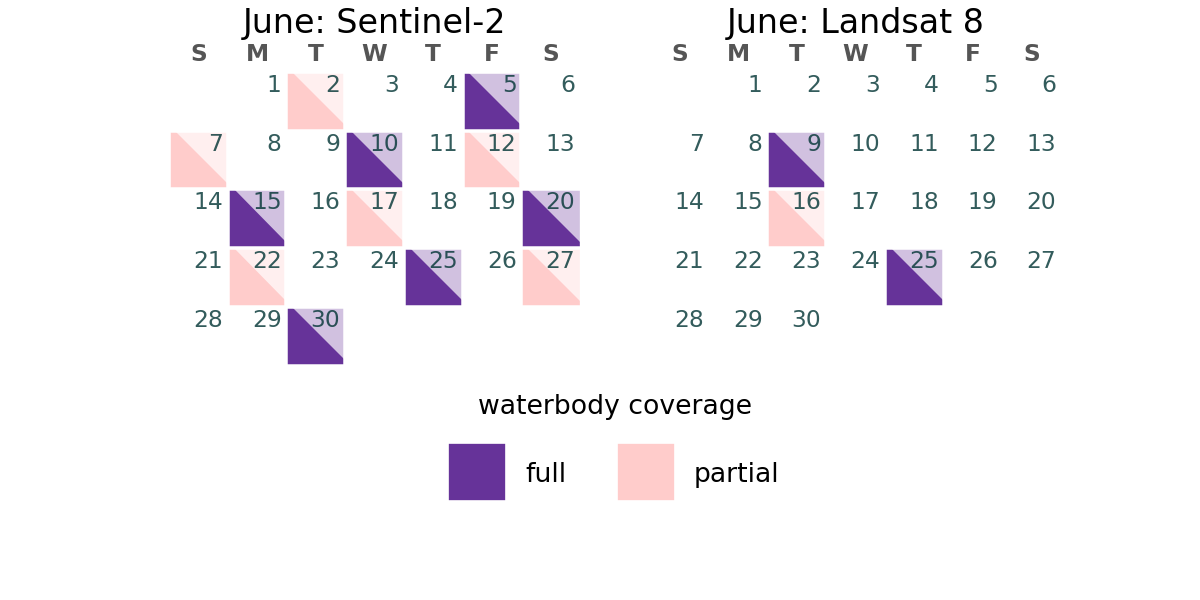 June: Sentinel-2
S M T W T F S
1 2 3 4 5 6
7 8 9 10 11 12 13
14 15 16 17 18 19 20
21 22 23 24 25 26 27
28 29 30
June: Landsat 8
S M T W T F S
1 2 3 4 5 6
7 8 9 10 11 12 13
14 15 16 17 18 19 20
21 22 23 24 25 26 27
28 29 30
waterbody coverage
full partial